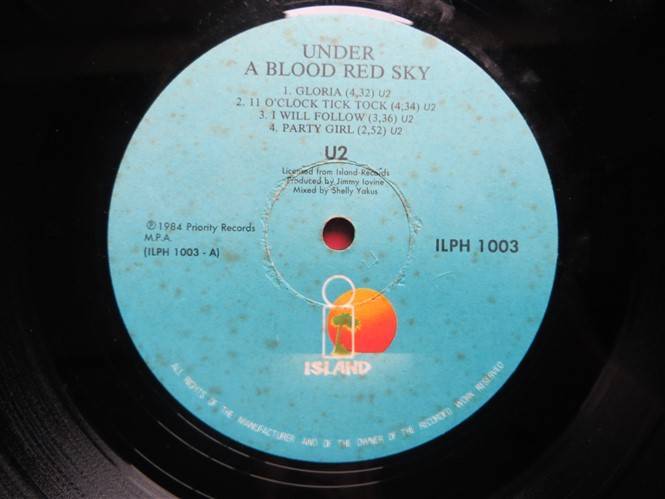 UNDER
A BLOOD RED SKY
1. GLORIA (4,32) U2
2. 11 O'CLOCK TICK TOCK (4;34) U2
3. I WILL FOLLOW (3,36) U2
4. PARTY GIRL (2,52) U2
U2
Licensed from Island Records
Produced by Jimmy Iovine
Mixed by Shelly Yakus
℗ 1984 Priority Records
M.P.A.
(ILPH 1003 - A)
ILPH 1003
ISLAND
ALL RIGHTS OF THE MANUFACTURER AND OF THE OWNER OF THE RECORDED WORK RESERVED